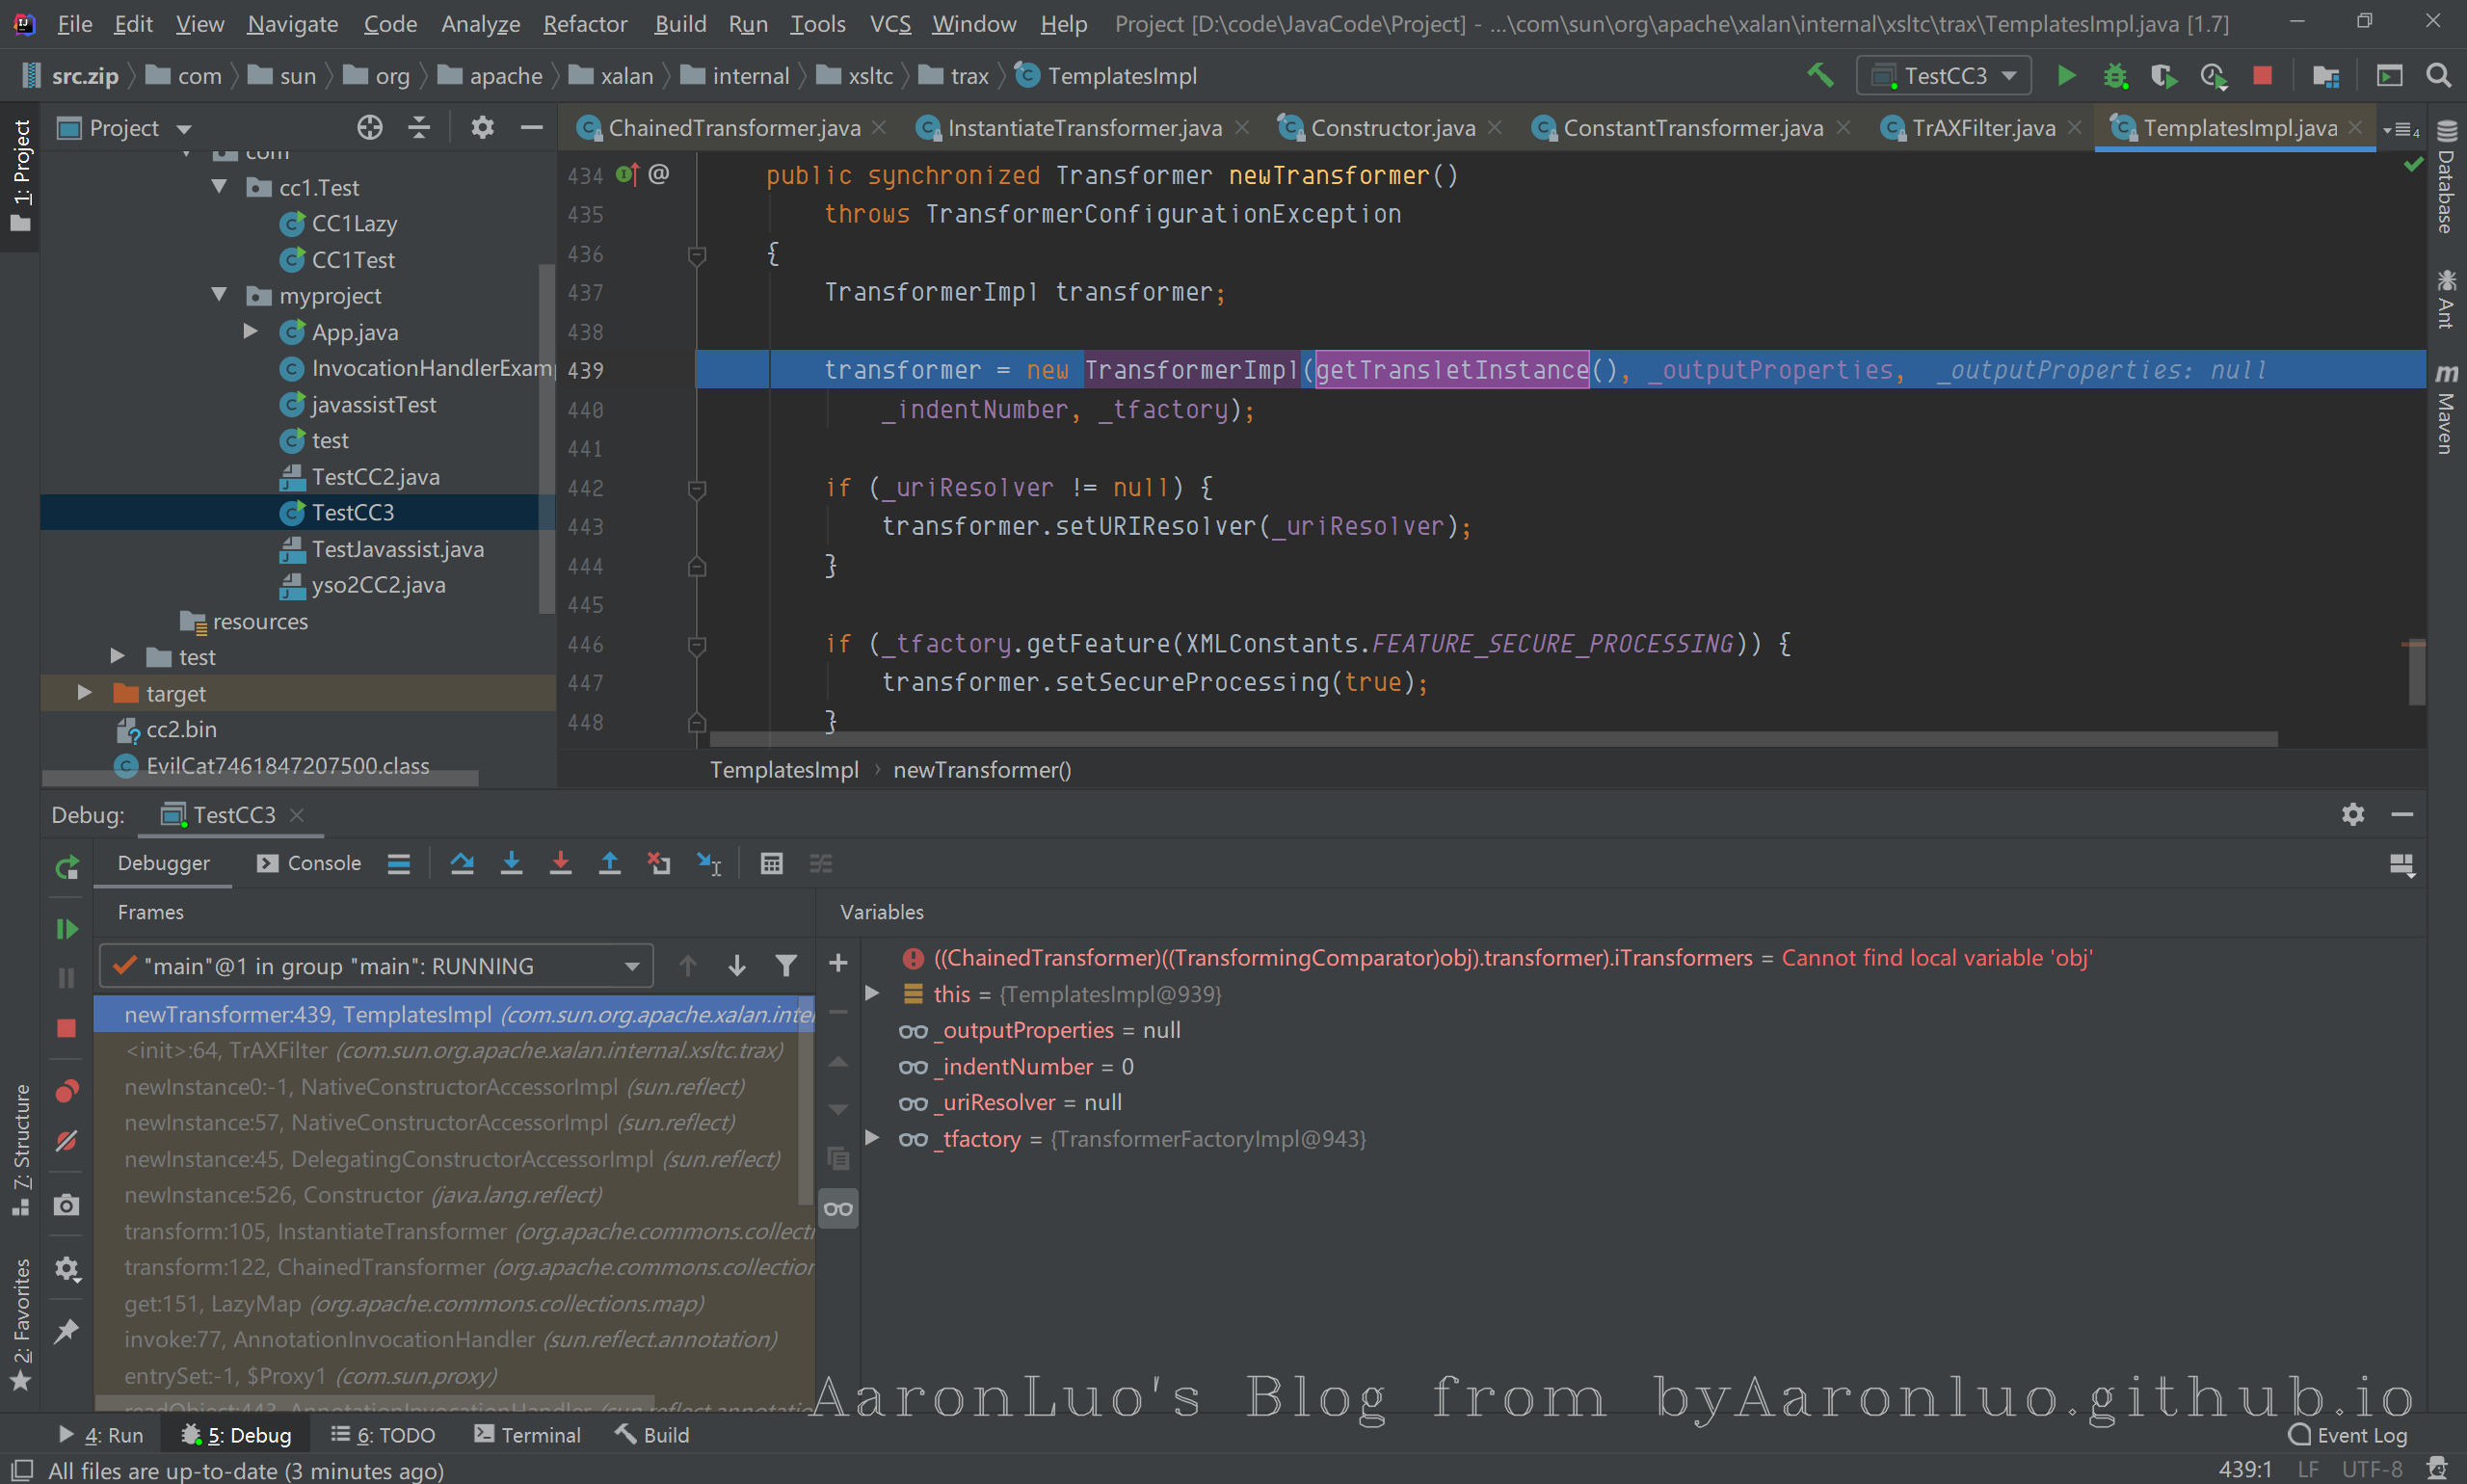 File Edit View Navigate Code Analyze Refactor Build Run Tools VCS Window Help Project [D:\code\JavaCode\Project] - ...\com\sun\org\apache\xalan\internal\xsltc\trax\TemplatesImpl.java [1.7]
src.zip com sun org apache xalan internal xsltc trax TemplatesImpl TestCC3
1: Project
Project
ChainedTransformer.java InstantiateTransformer.java Constructor.java ConstantTransformer.java TrAXFilter.java TemplatesImpl.java 4
com
cc1.Test
CC1Lazy
CC1Test
myproject
App.java
InvocationHandlerExam
javassistTest
test
TestCC2.java
TestCC3
TestJavassist.java
yso2CC2.java
resources
test
target
cc2.bin
EvilCat7461847207500.class
434 @ public synchronized Transformer newTransformer()
435 throws TransformerConfigurationException
436 {
437 TransformerImpl transformer;
438
439 transformer = new TransformerImpl(getTransletInstance(), _outputProperties, _outputProperties: null
440 _indentNumber, _tfactory);
441
442 if (_uriResolver != null) {
443 transformer.setURIResolver(_uriResolver);
444 }
445
446 if (_tfactory.getFeature(XMLConstants.FEATURE_SECURE_PROCESSING)) {
447 transformer.setSecureProcessing(true);
448 }
TemplatesImpl › newTransformer()
Database
Ant
Maven
Debug: TestCC3
Debugger Console
Frames
Variables
"main"@1 in group "main": RUNNING
newTransformer:439, TemplatesImpl (com.sun.org.apache.xalan.inte
<init>:64, TrAXFilter (com.sun.org.apache.xalan.internal.xsltc.trax)
newInstance0:-1, NativeConstructorAccessorImpl (sun.reflect)
newInstance:57, NativeConstructorAccessorImpl (sun.reflect)
newInstance:45, DelegatingConstructorAccessorImpl (sun.reflect)
newInstance:526, Constructor (java.lang.reflect)
transform:105, InstantiateTransformer (org.apache.commons.collecti
transform:122, ChainedTransformer (org.apache.commons.collection
get:151, LazyMap (org.apache.commons.collections.map)
invoke:77, AnnotationInvocationHandler (sun.reflect.annotation)
entrySet:-1, $Proxy1 (com.sun.proxy)
readObject:443, AnnotationInvocationHandler (sun.reflect.annotatio
((ChainedTransformer)((TransformingComparator)obj).transformer).iTransformers = Cannot find local variable 'obj'
this = {TemplatesImpl@939}
_outputProperties = null
_indentNumber = 0
_uriResolver = null
_tfactory = {TransformerFactoryImpl@943}
7: Structure
2: Favorites
AaronLuo's Blog from byAaronluo.github.io
4: Run 5: Debug 6: TODO Terminal Build Event Log
All files are up-to-date (3 minutes ago) 439:1 LF UTF-8